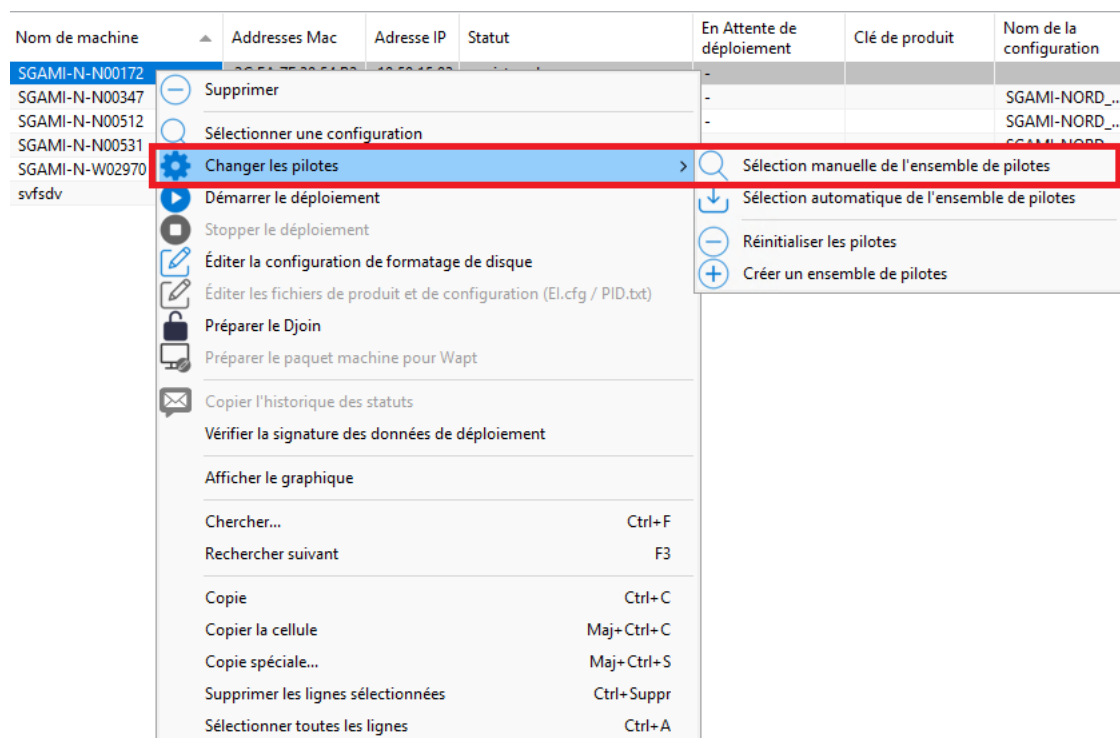 Nom de machine Addresses Mac Adresse IP Statut En Attente de déploiement Clé de produit Nom de la configuration
SGAMI-N-N00172 -
SGAMI-N-N00347 - SGAMI-NORD_...
SGAMI-N-N00512 - SGAMI-NORD_...
SGAMI-N-N00531
SGAMI-N-W02970
svfsdv
Supprimer
Sélectionner une configuration
Changer les pilotes
Démarrer le déploiement
Stopper le déploiement
Éditer la configuration de formatage de disque
Éditer les fichiers de produit et de configuration (EI.cfg / PID.txt)
Préparer le Djoin
Préparer le paquet machine pour Wapt
Copier l'historique des statuts
Vérifier la signature des données de déploiement
Afficher le graphique
Chercher... Ctrl+F
Rechercher suivant F3
Copie Ctrl+C
Copier la cellule Maj+Ctrl+C
Copie spéciale... Maj+Ctrl+S
Supprimer les lignes sélectionnées Ctrl+Suppr
Sélectionner toutes les lignes Ctrl+A
Sélection manuelle de l'ensemble de pilotes
Sélection automatique de l'ensemble de pilotes
Réinitialiser les pilotes
Créer un ensemble de pilotes